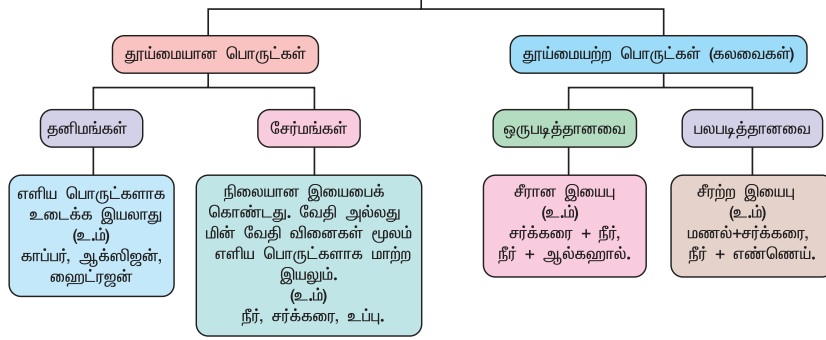 தூய்மையான பொருட்கள்
தூய்மையற்ற பொருட்கள் (கலவைகள்)
தனிமங்கள்
சேர்மங்கள்
ஒருபடித்தானவை
பலபடித்தானவை
எளிய பொருட்களாக
உடைக்க இயலாது
(உ.ம்)
காப்பர், ஆக்ஸிஜன்,
ஹைட்ரஜன்
நிலையான இயைபைக்
கொண்டது. வேதி அல்லது
மின் வேதி வினைகள் மூலம்
எளிய பொருட்களாக மாற்ற
இயலும்.
(உ.ம்)
நீர், சர்க்கரை, உப்பு.
சீரான இயைபு
(உ.ம்)
சர்க்கரை + நீர்,
நீர் + ஆல்கஹால்.
சீரற்ற இயைபு
(உ.ம்)
மணல்+சர்க்கரை,
நீர் + எண்ணெய்.